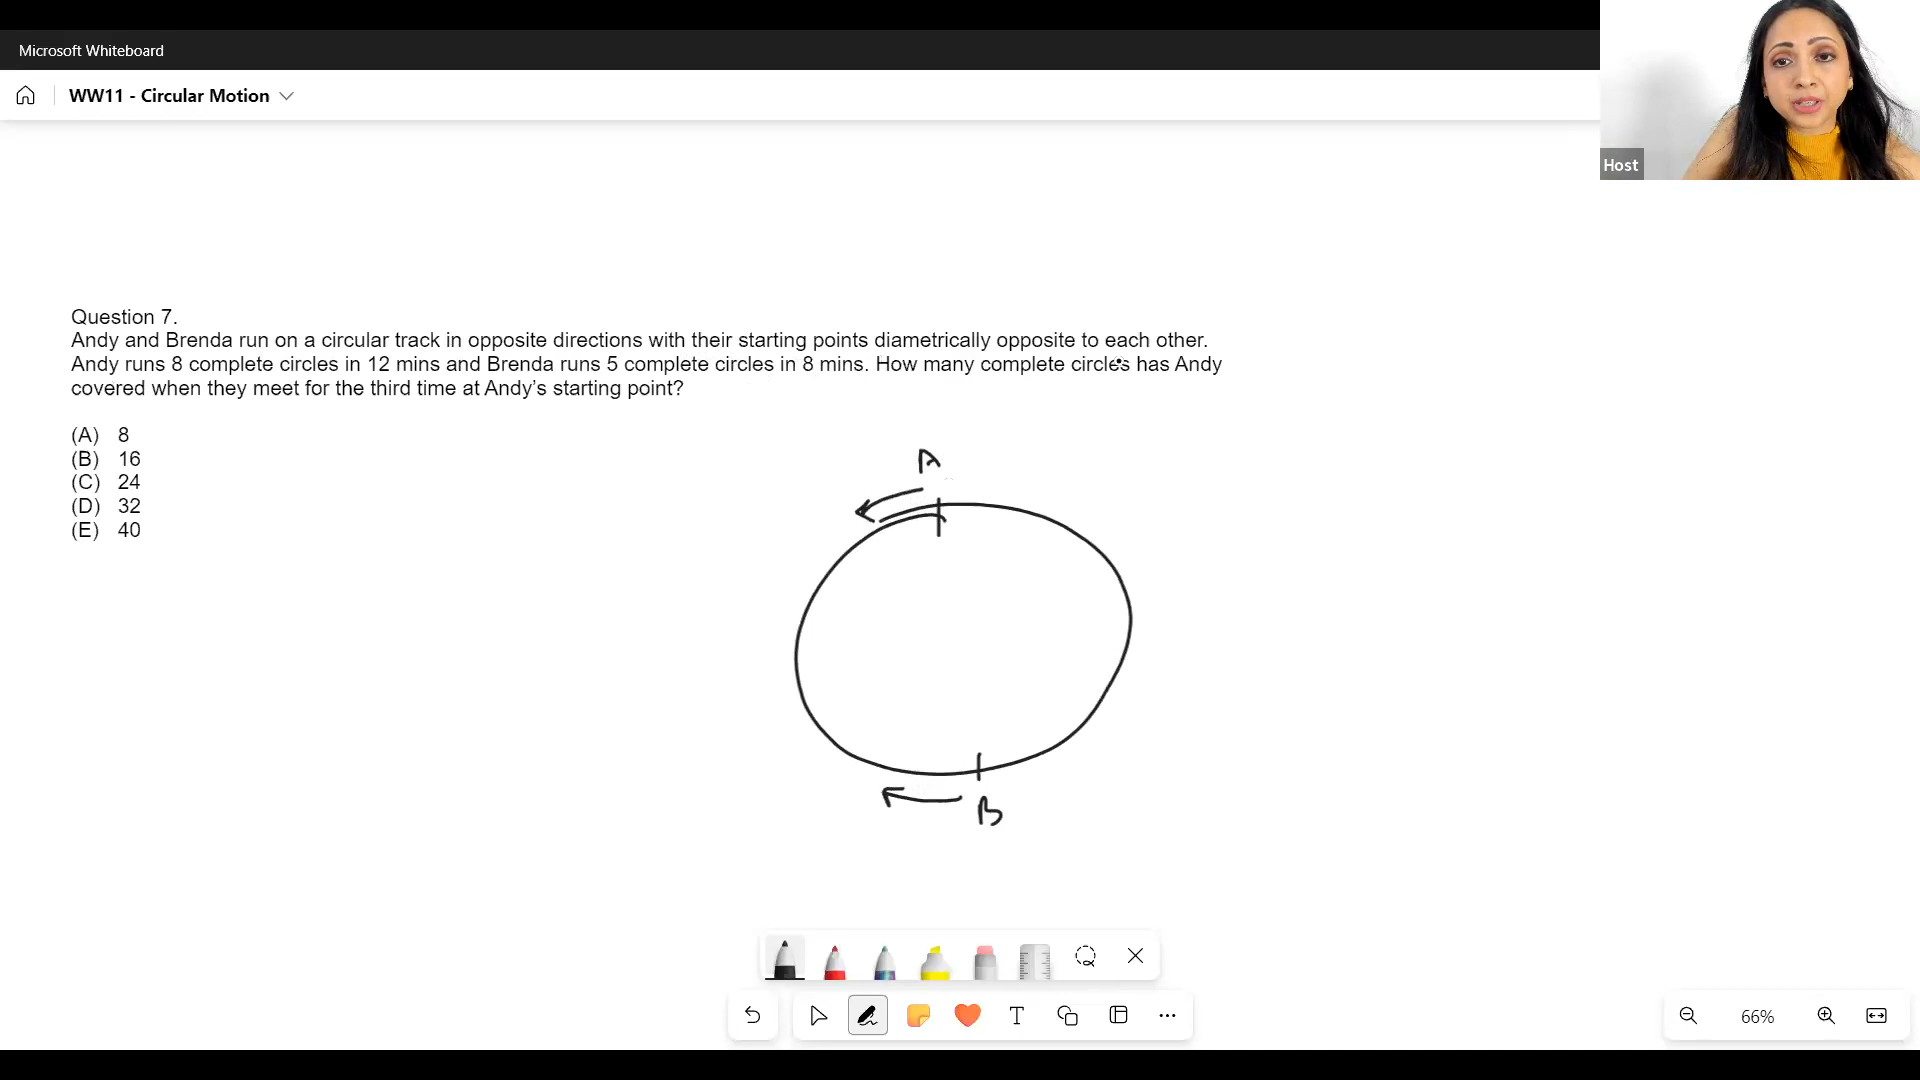 Microsoft Whiteboard
WW11 - Circular Motion
Host
Question 7.
Andy and Brenda run on a circular track in opposite directions with their starting points diametrically opposite to each other.
Andy runs 8 complete circles in 12 mins and Brenda runs 5 complete circles in 8 mins. How many complete circles has Andy
covered when they meet for the third time at Andy’s starting point?
(A) 8
(B) 16
(C) 24
(D) 32
(E) 40
A
B
66%